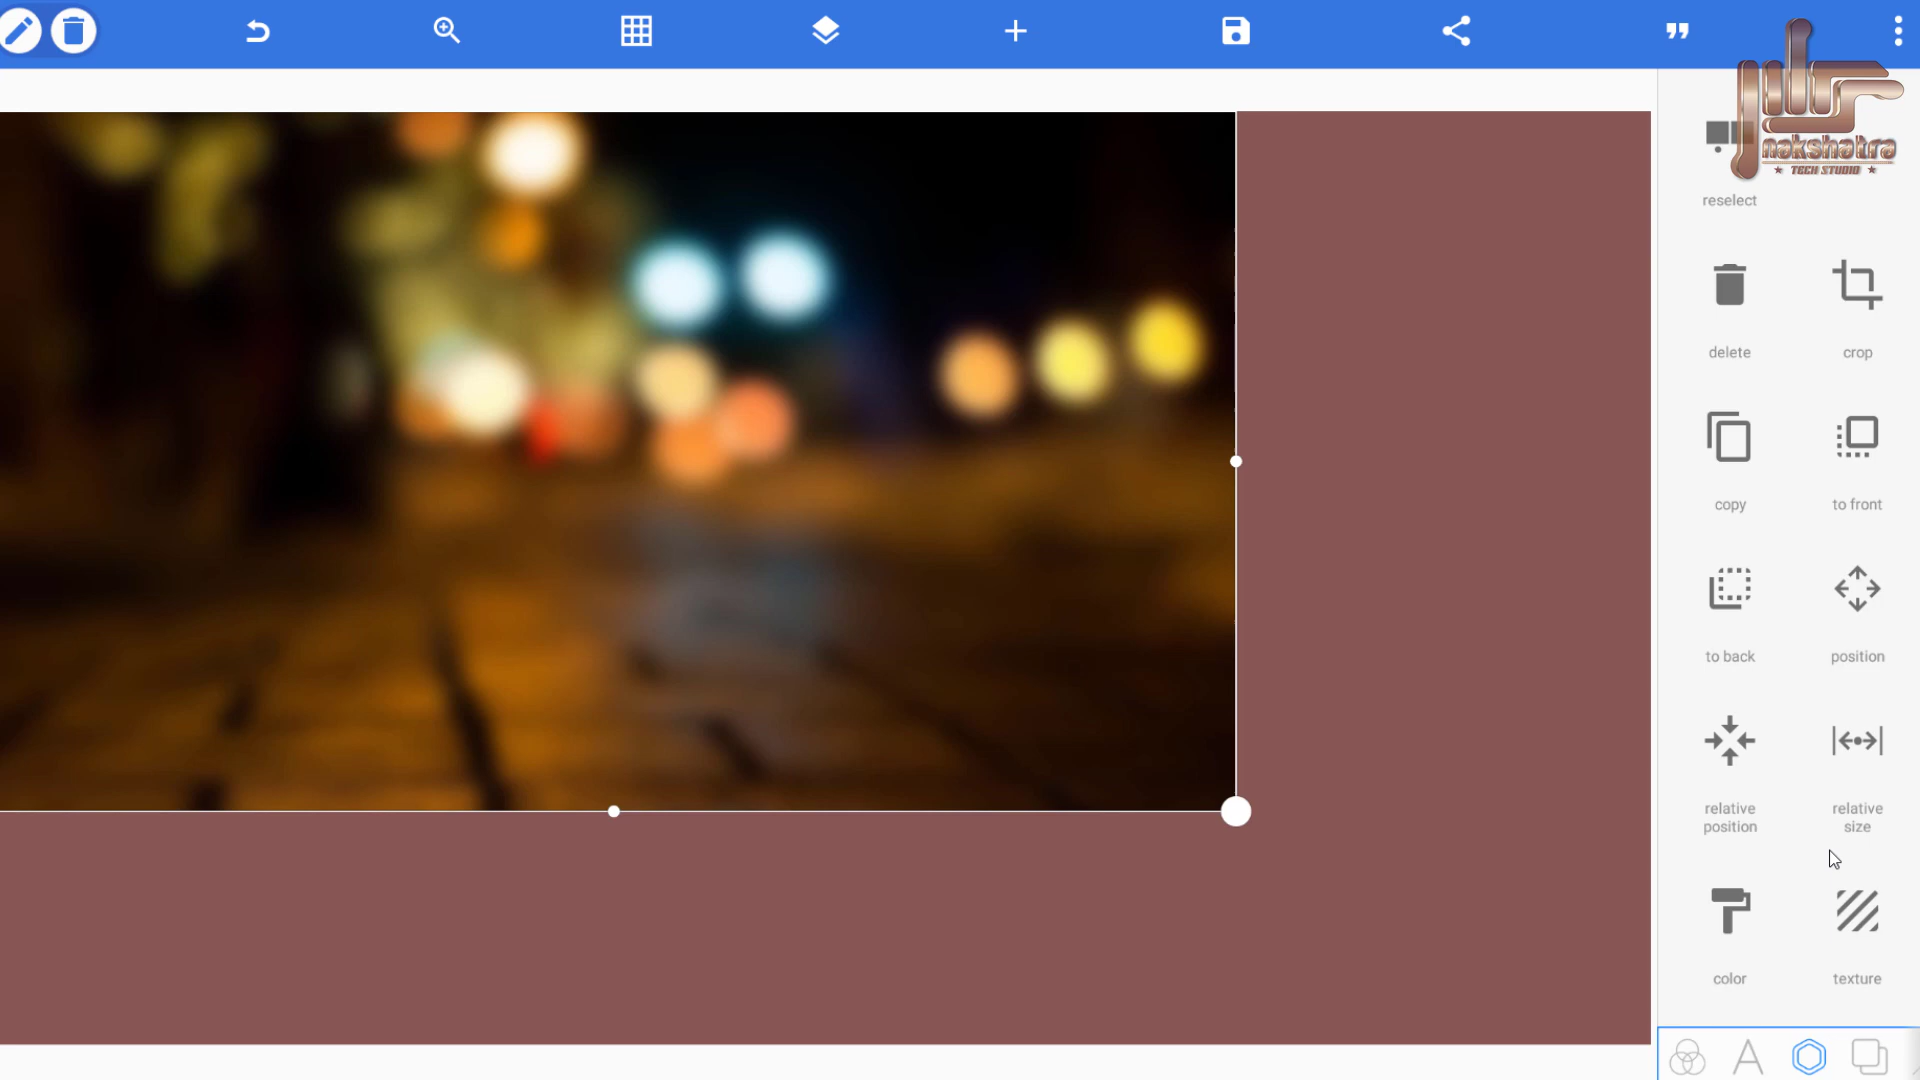 nakshatra
★ TECH STUDIO ★
reselect
delete
crop
copy
to front
to back
position
relative
position
relative
size
color
texture